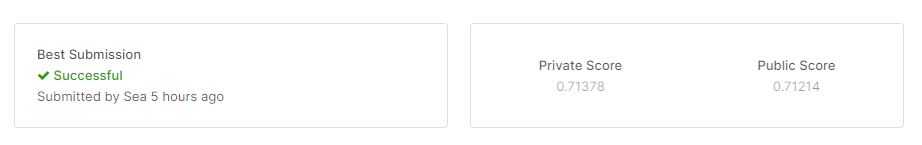 Best Submission
✔ Successful
Submitted by Sea 5 hours ago
Private Score
0.71378
Public Score
0.71214